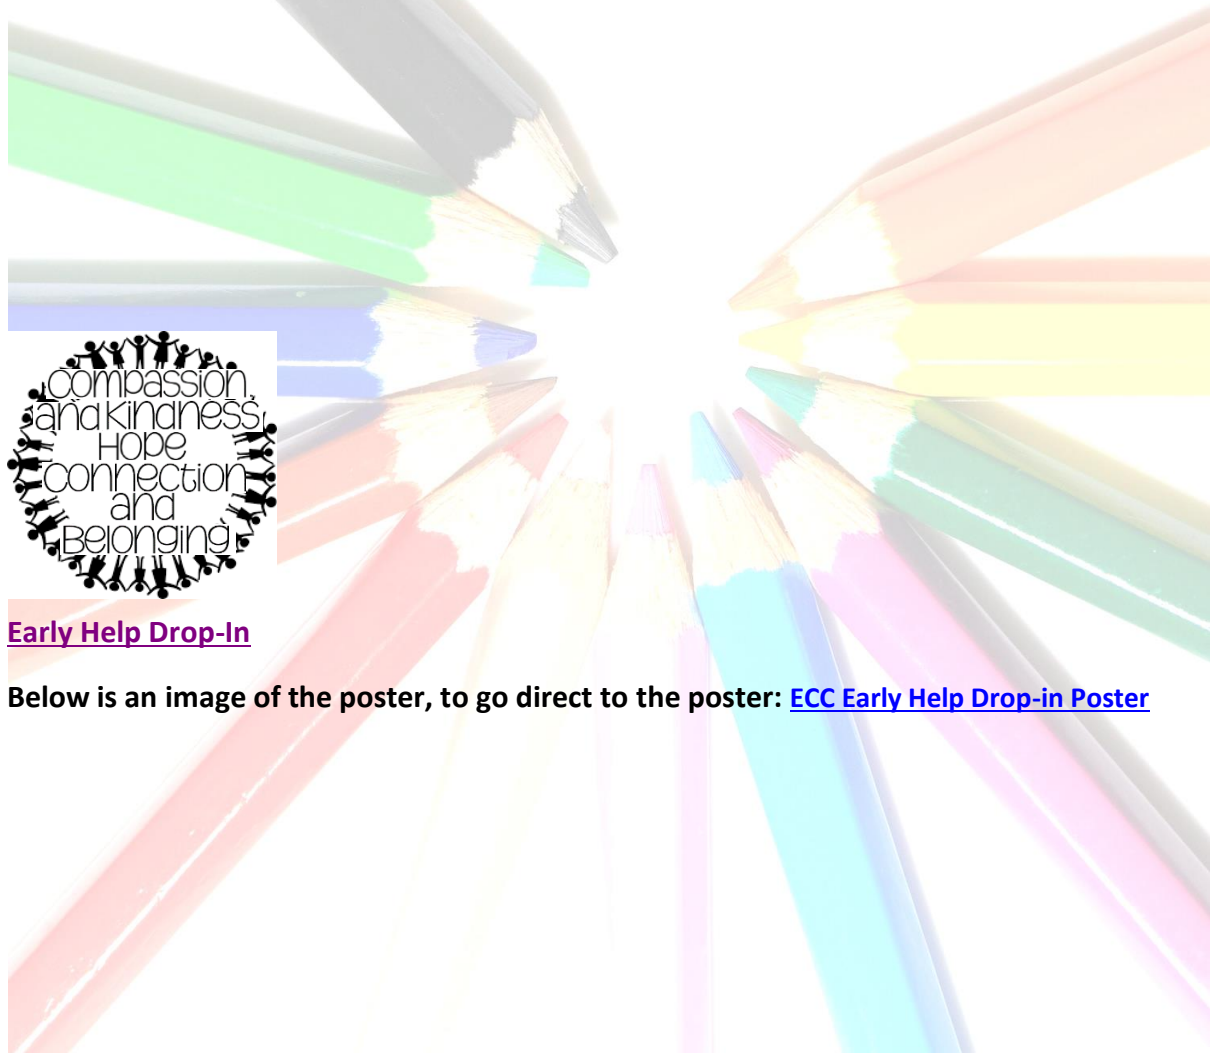 compassion
and kindness
Hope
connection
and
Belonging
Early Help Drop-In
Below is an image of the poster, to go direct to the poster: ECC Early Help Drop-in Poster